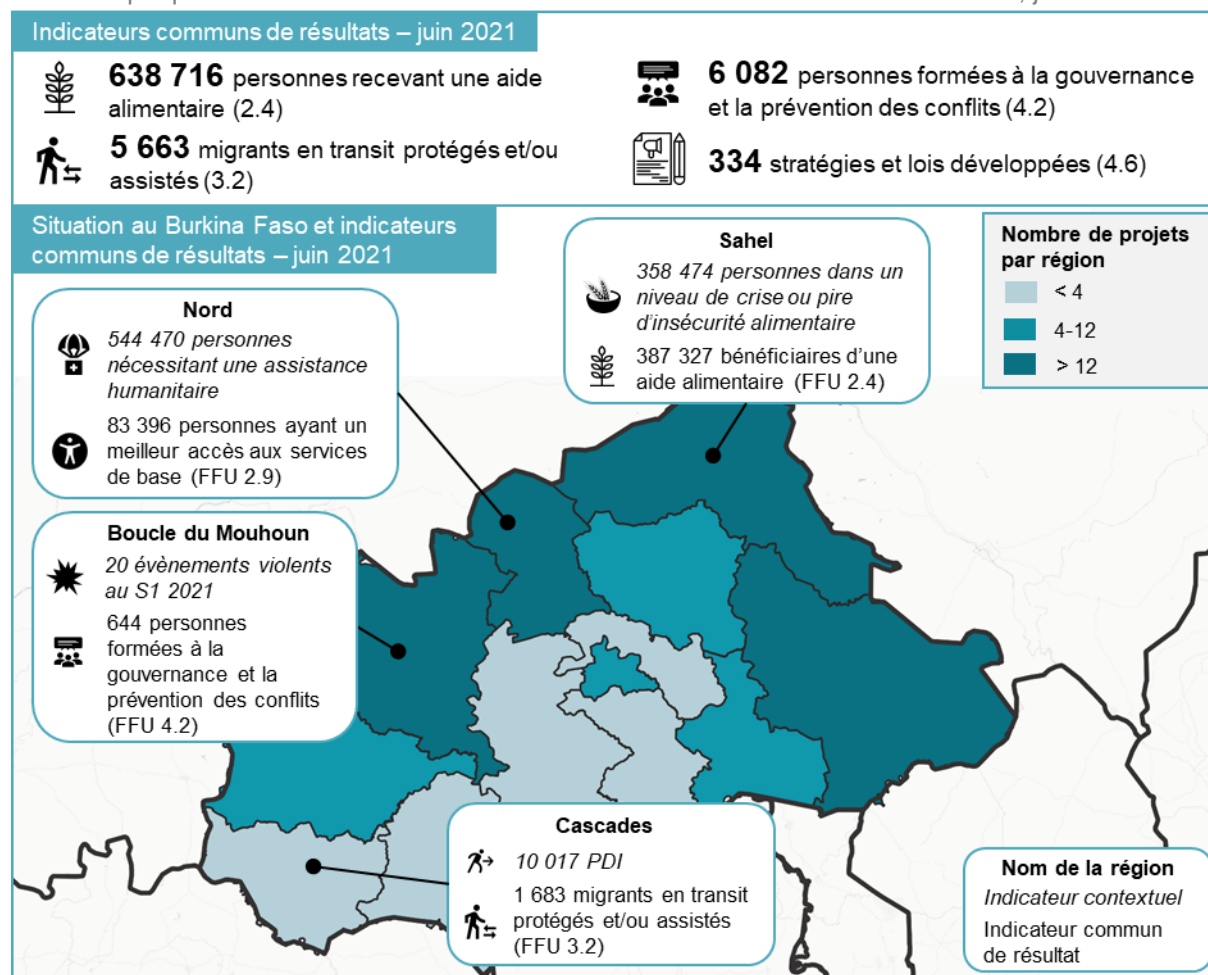 Indicateurs communs de résultats – juin 2021
638 716 personnes recevant une aide
alimentaire (2.4)
5 663 migrants en transit protégés et/ou
assistés (3.2)
6 082 personnes formées à la gouvernance
et la prévention des conflits (4.2)
334 stratégies et lois développées (4.6)
Situation au Burkina Faso et indicateurs
communs de résultats – juin 2021
Nord
544 470 personnes
nécessitant une assistance
humanitaire
83 396 personnes ayant un
meilleur accès aux services
de base (FFU 2.9)
Sahel
358 474 personnes dans un
niveau de crise ou pire
d'insécurité alimentaire
387 327 bénéficiaires d'une
aide alimentaire (FFU 2.4)
Nombre de projets
par région
< 4
4-12
> 12
Boucle du Mouhoun
20 évènements violents
au S1 2021
644 personnes
formées à la
gouvernance et la
prévention des conflits
(FFU 4.2)
Cascades
10 017 PDI
1 683 migrants en transit
protégés et/ou assistés
(FFU 3.2)
Nom de la région
Indicateur contextuel
Indicateur commun
de résultat